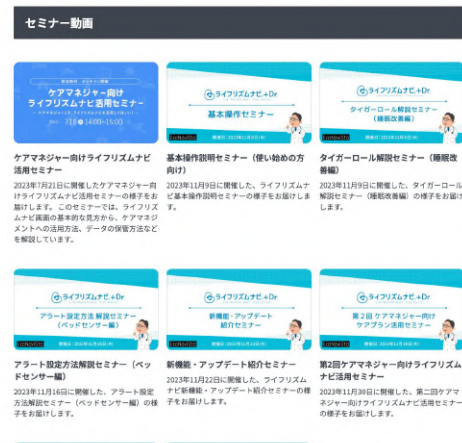 セミナー動画
ケアマネジャー向け
ライフリズムナビ活用セミナー
14:00~15:00
ライフリズムナビ+Dr
基本操作セミナー
ライフリズムナビ+Dr
タイガーロール解説セミナー
(睡眠改善編)
ケアマネジャー向けライフリズムナビ
活用セミナー
2023年7月21日に開催したケアマネジャー向
けライフリズムナビ活用セミナーの様子をお
届けします。このセミナーでは、ライフリズ
ムナビ画面の基本的な見方から、ケアマネジ
メントへの活用方法、データの保管方法など
を解説しています。
基本操作説明セミナー(使い始めの方
向け)
2023年11月9日に開催した、ライフリズムナ
ビ基本操作説明セミナーの様子をお届けしま
す。
タイガーロール解説セミナー(睡眠改
善編)
2023年11月9日に開催した、タイガーロール
解説セミナー(睡眠改善編)の様子をお届け
します。
ライフリズムナビ+Dr
アラート設定方法 解説セミナー
(ベッドセンサー編)
ライフリズムナビ+Dr
新機能・アップデート
紹介セミナー
ライフリズムナビ+Dr
第2回 ケアマネジャー向け
ケアプラン活用セミナー
アラート設定方法解説セミナー(ベッ
ドセンサー編)
2023年11月16日に開催した、アラート設定
方法解説セミナー(ベッドセンサー編)の様
子をお届けします。
新機能・アップデート紹介セミナー
2023年11月22日に開催した、ライフリズム
ナビ新機能・アップデート紹介セミナーの様
子をお届けします。
第2回ケアマネジャー向けライフリズム
ナビ活用セミナー
2023年11月30日に開催した、第二回ケアマ
ネジャー向けライフリズムナビ活用セミナー
の様子をお届けします。